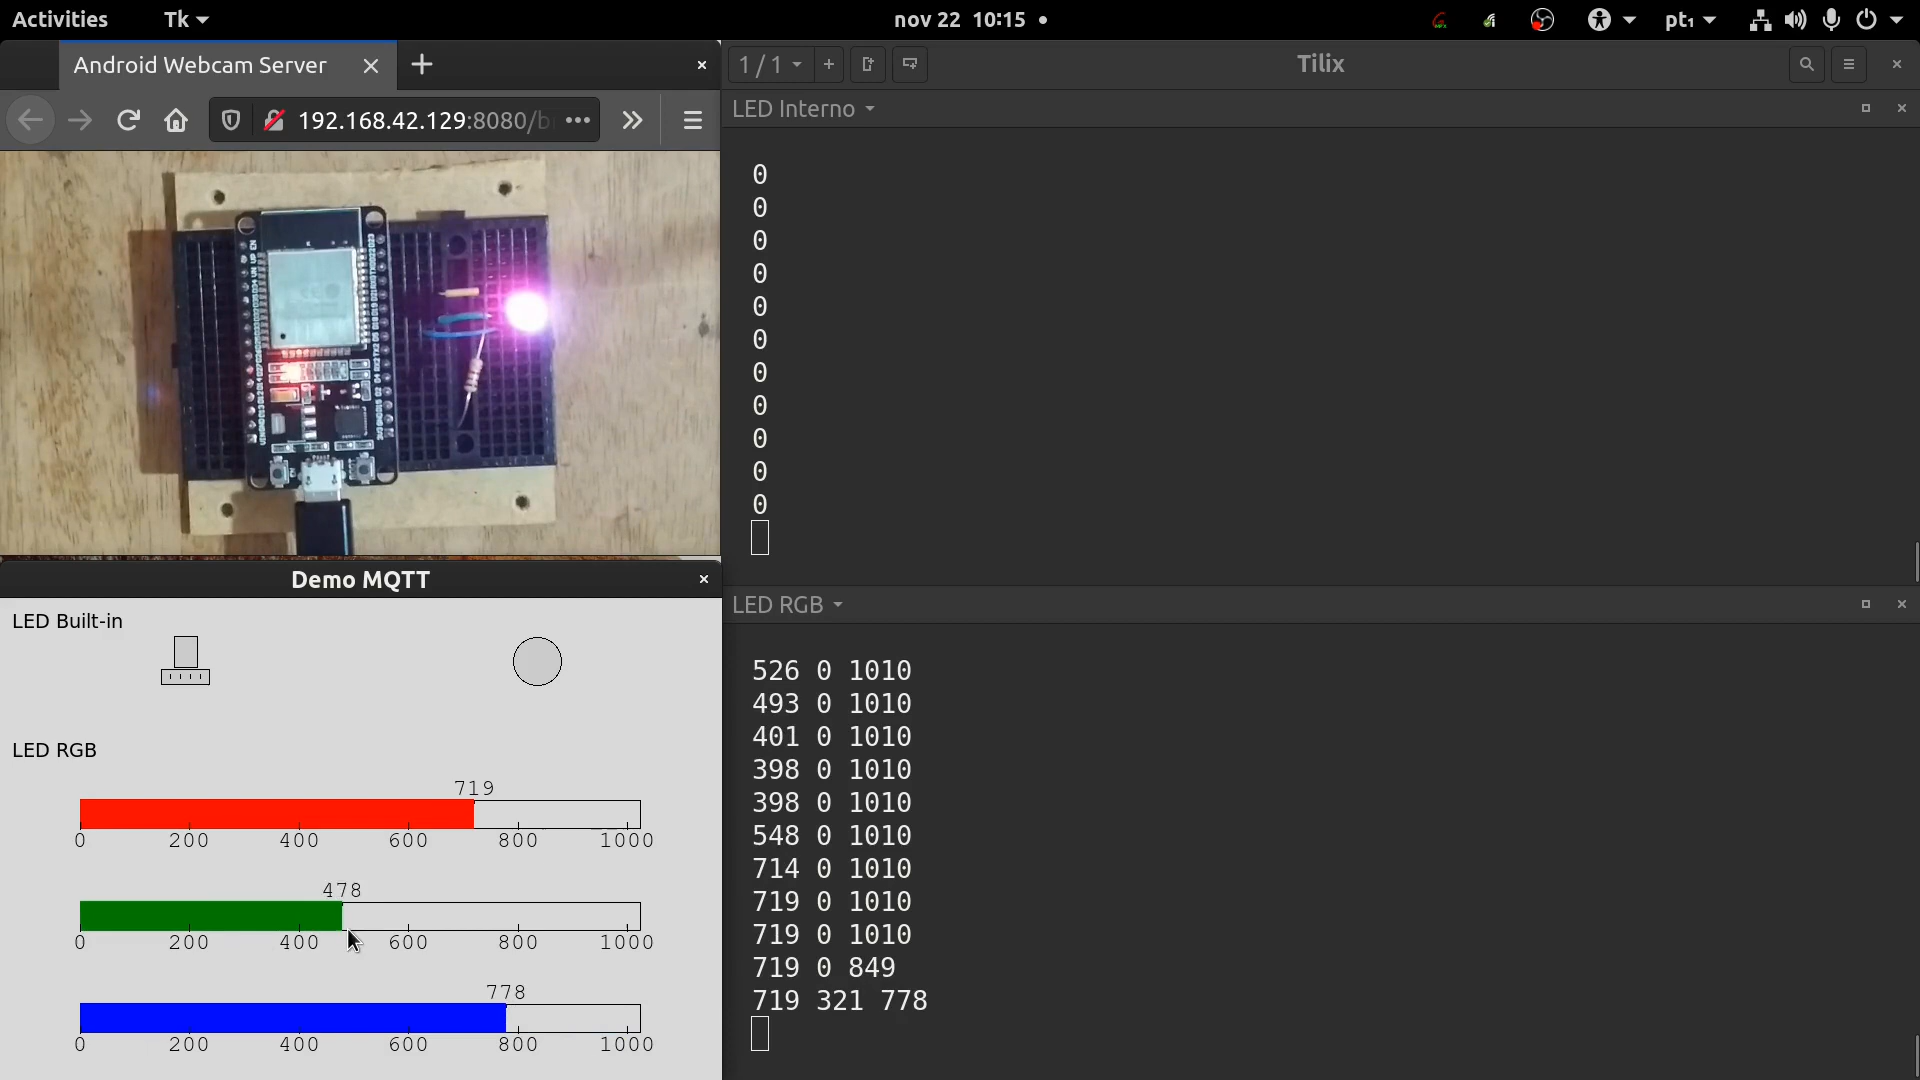 Activities
Tk
nov 22 10:15
pt₁
Android Webcam Server
192.168.42.129:8080/b
1 / 1
Tilix
LED Interno
0
0
0
0
0
0
0
0
0
0
0
Demo MQTT
LED Built-in
LED RGB
719
0 200 400 600 800 1000
478
0 200 400 600 800 1000
778
0 200 400 600 800 1000
LED RGB
526 0 1010
493 0 1010
401 0 1010
398 0 1010
398 0 1010
548 0 1010
714 0 1010
719 0 1010
719 0 1010
719 0 849
719 321 778